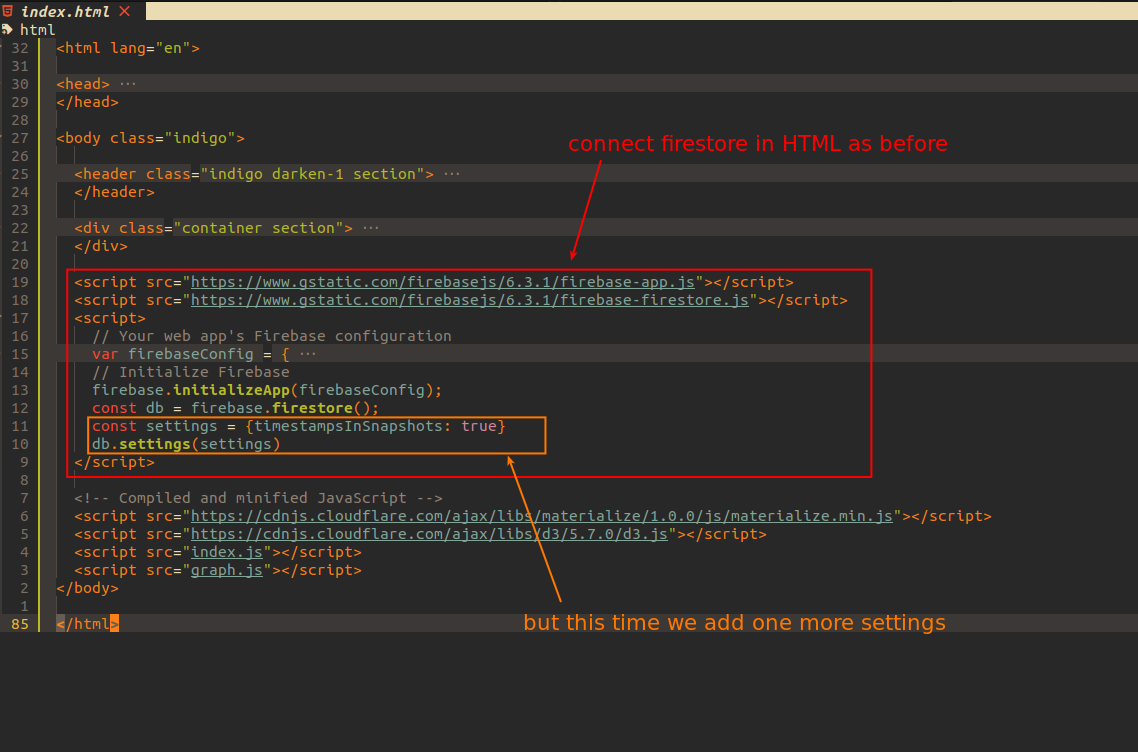 index.html ✕
html
32 <html lang="en">
31
30 <head> ···
29 </head>
28
27 <body class="indigo">
26
connect firestore in HTML as before
25 <header class="indigo darken-1 section"> ···
24 </header>
23
22 <div class="container section"> ···
21 </div>
20
19 <script src="https://www.gstatic.com/firebasejs/6.3.1/firebase-app.js"></script>
18 <script src="https://www.gstatic.com/firebasejs/6.3.1/firebase-firestore.js"></script>
17 <script>
16 // Your web app's Firebase configuration
15 var firebaseConfig = { ···
14 // Initialize Firebase
13 firebase.initializeApp(firebaseConfig);
12 const db = firebase.firestore();
11 const settings = {timestampsInSnapshots: true}
10 db.settings(settings)
9 </script>
8
7 <!-- Compiled and minified JavaScript -->
6 <script src="https://cdnjs.cloudflare.com/ajax/libs/materialize/1.0.0/js/materialize.min.js"></script>
5 <script src="https://cdnjs.cloudflare.com/ajax/libs/d3/5.7.0/d3.js"></script>
4 <script src="index.js"></script>
3 <script src="graph.js"></script>
2 </body>
1
85 </html>
but this time we add one more settings